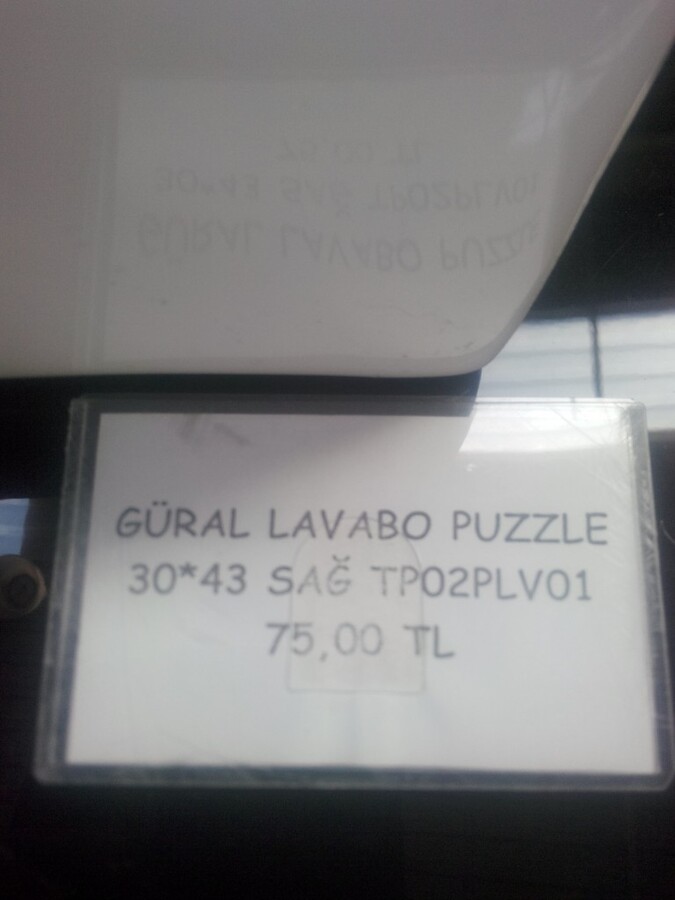 GÜRAL LAVABO PUZZLE
30*43 SAĞ TP02PLV01
75,00 TL